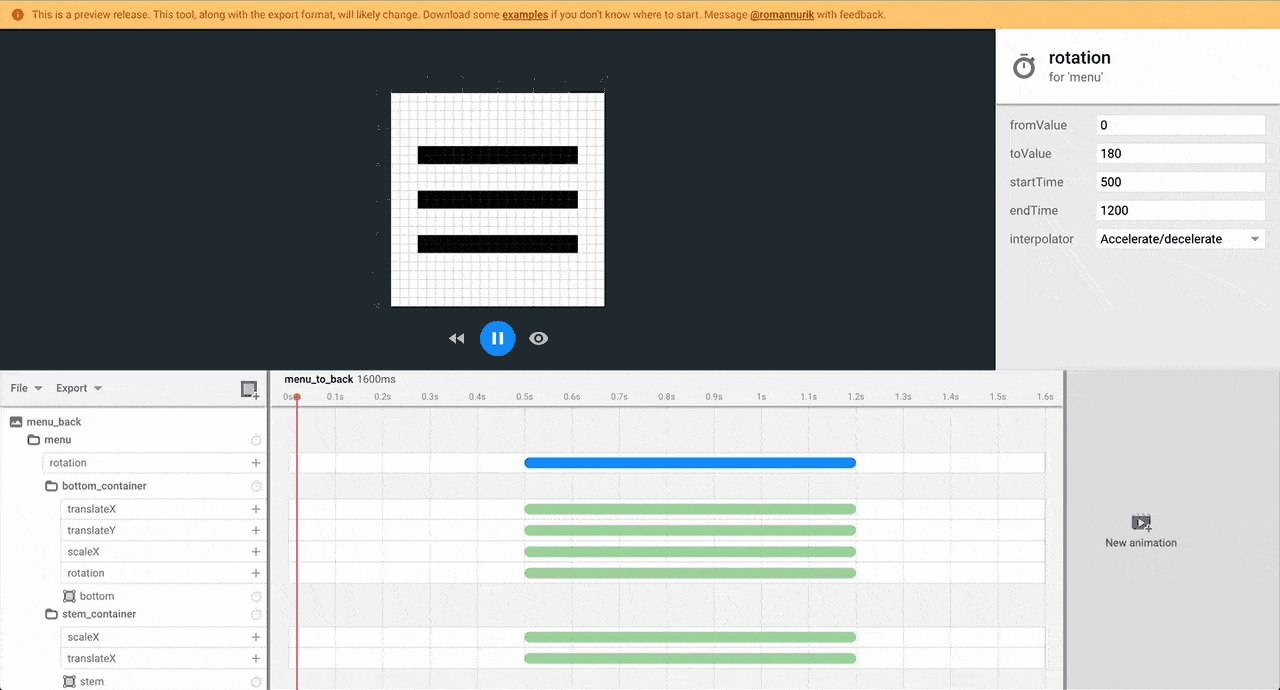 This is a preview release. This tool, along with the export format, will likely change. Download some examples if you don't know where to start. Message @romannurik with feedback.
rotation
for 'menu'
fromValue 0
toValue 180
startTime 500
endTime 1200
interpolator Accelerate/decelerate
File Export
menu_to_back 1600ms
0s 0.1s 0.2s 0.3s 0.4s 0.5s 0.6s 0.7s 0.8s 0.9s 1s 1.1s 1.2s 1.3s 1.4s 1.5s 1.6s
menu_back
menu
rotation
bottom_container
translateX
translateY
scaleX
rotation
bottom
stem_container
scaleX
translateX
stem
New animation